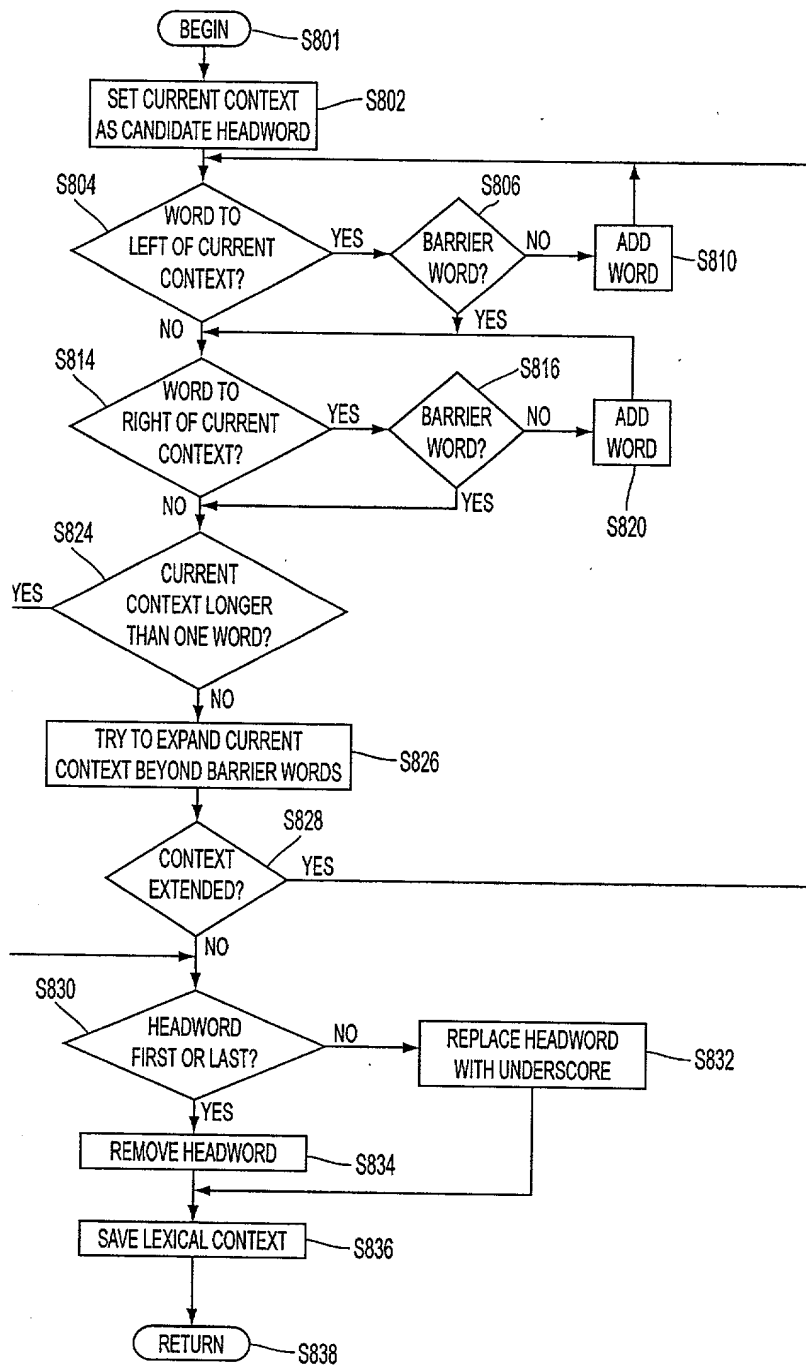 BEGIN
S801
SET CURRENT CONTEXT
AS CANDIDATE HEADWORD
S802
S804
WORD TO
LEFT OF CURRENT
CONTEXT?
YES
S806
BARRIER
WORD?
NO
ADD
WORD
S810
NO
YES
S814
WORD TO
RIGHT OF CURRENT
CONTEXT?
YES
S816
BARRIER
WORD?
NO
ADD
WORD
S820
NO
YES
S824
YES
CURRENT
CONTEXT LONGER
THAN ONE WORD?
NO
TRY TO EXPAND CURRENT
CONTEXT BEYOND BARRIER WORDS
S826
S828
CONTEXT
EXTENDED?
YES
NO
S830
HEADWORD
FIRST OR LAST?
NO
REPLACE HEADWORD
WITH UNDERSCORE
S832
YES
REMOVE HEADWORD
S834
SAVE LEXICAL CONTEXT
S836
RETURN
S838